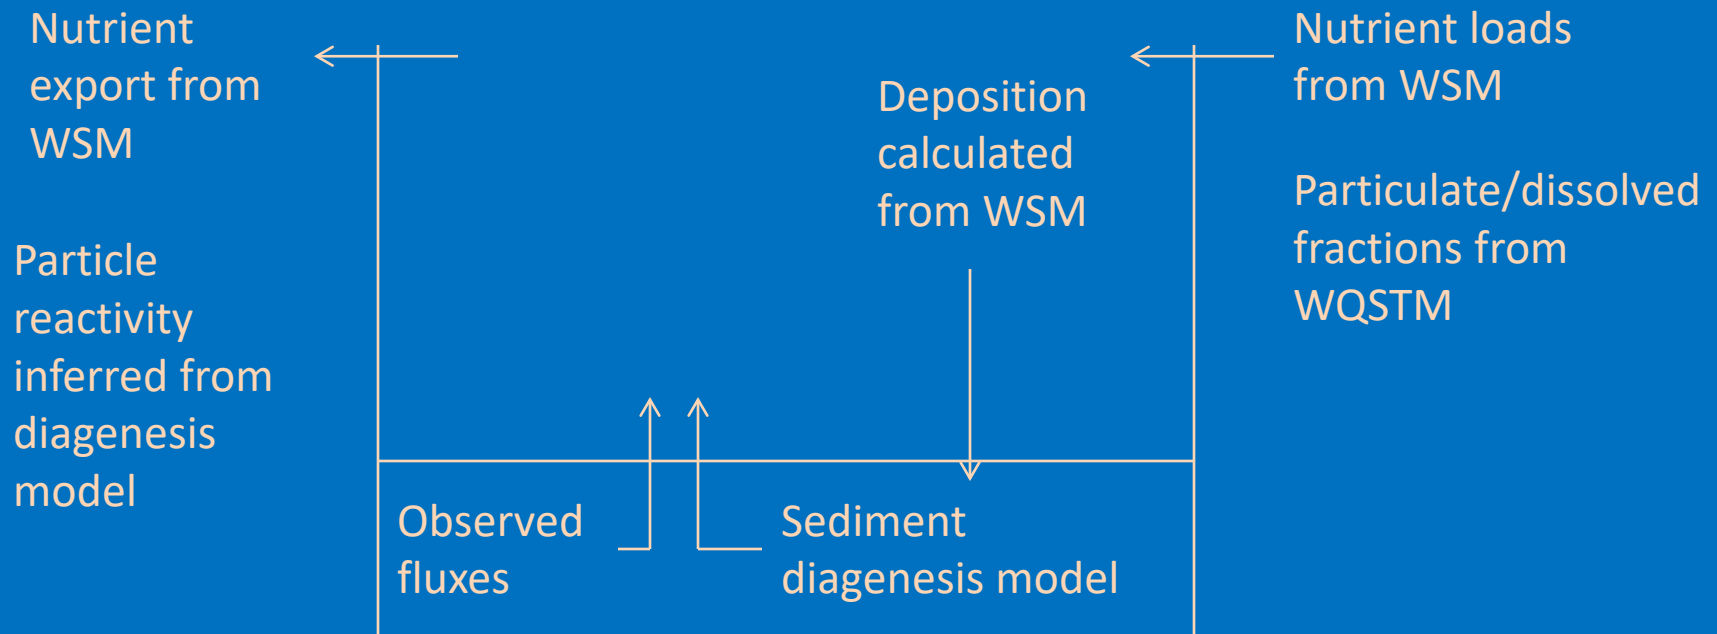 Nutrient
export from
WSM
Particle
reactivity
inferred from
diagenesis
model
Observed
fluxes
Deposition
calculated
from WSM
Sediment
diagenesis model
Nutrient loads
from WSM
Particulate/dissolved
fractions from
WQSTM